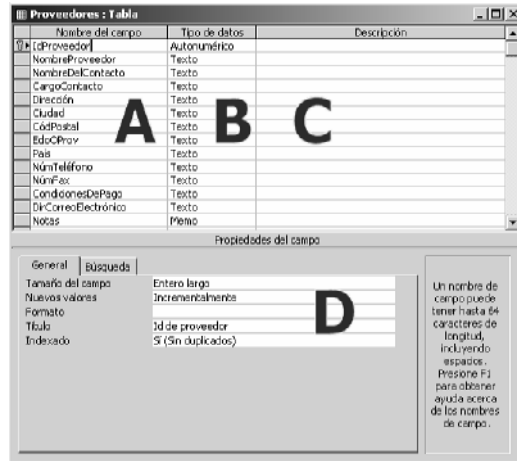 Proveedores : Tabla
Nombre del campo Tipo de datos Descripción
IdProveedor Autonumérico
NombreProveedor Texto
NombreDelContacto Texto
CargoContacto Texto
Dirección Texto
Ciudad Texto
CódPostal Texto
EdoOProv Texto
País Texto
NúmTeléfono Texto
NúmFax Texto
CondicionesDePago Texto
DirCorreoElectrónico Texto
Notas Memo
A B C
Propiedades del campo
General Búsqueda
Tamaño del campo Entero largo
Nuevos valores Incrementalmente
Formato
Título Id de proveedor
Indexado Sí (Sin duplicados)
D
Un nombre de
campo puede
tener hasta 64
caracteres de
longitud,
incluyendo
espacios.
Presione F1
para obtener
ayuda acerca
de los nombres
de campo.